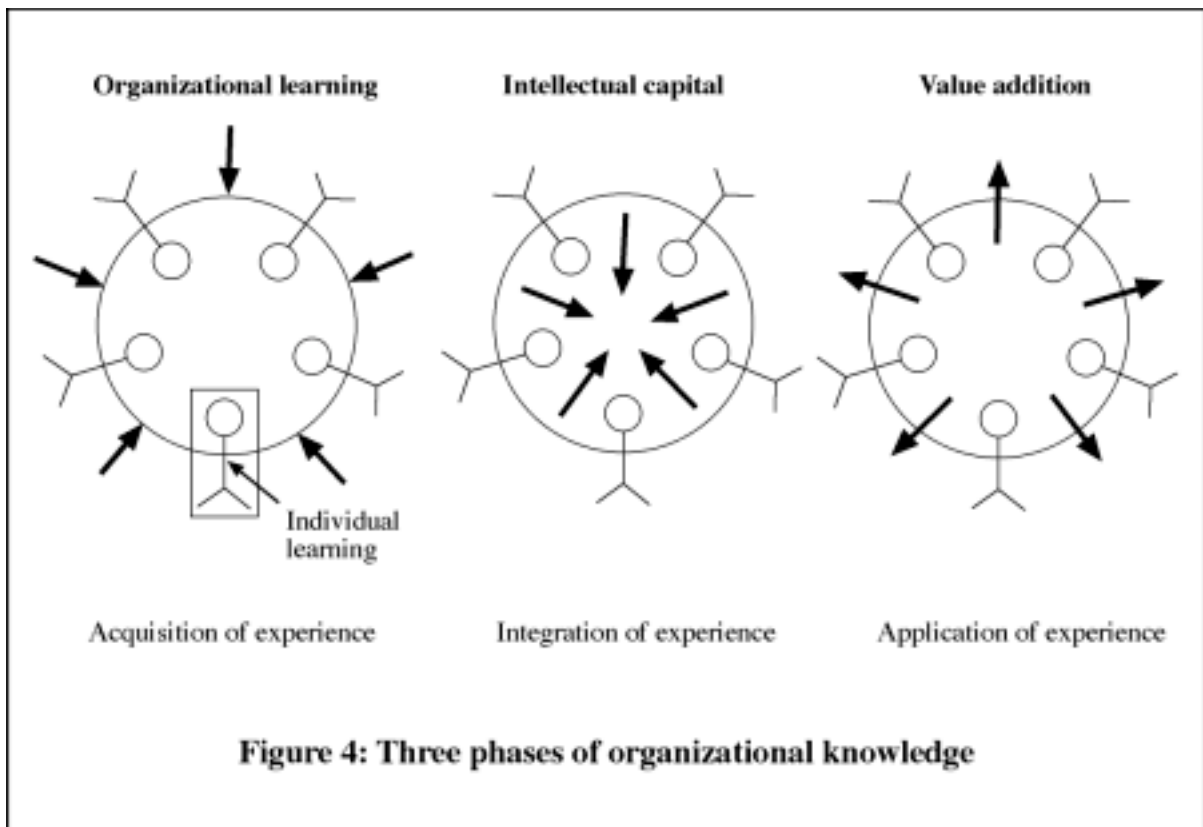 Organizational learning
Intellectual capital
Value addition
Individual
learning
Acquisition of experience
Integration of experience
Application of experience
Figure 4: Three phases of organizational knowledge